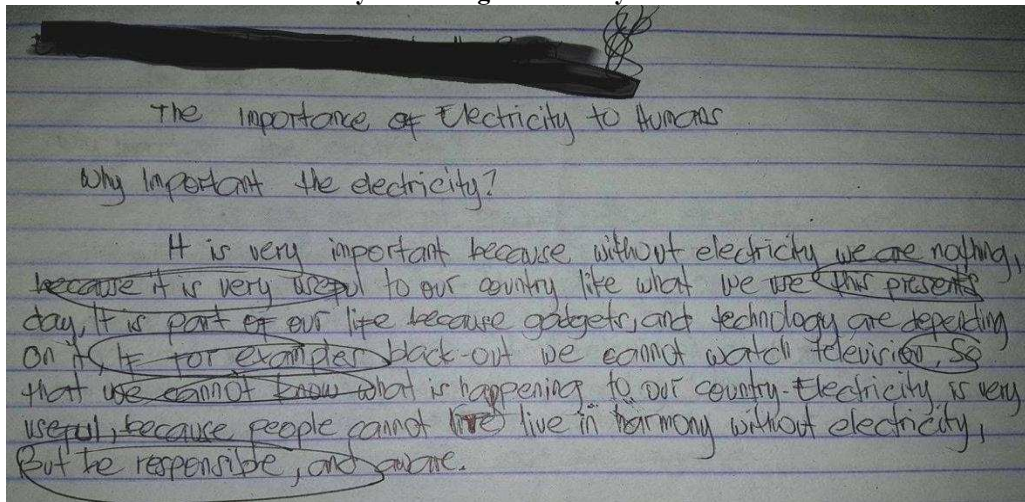 The Importance of Electricity to Humans
Why Important the electricity?
It is very important because without electricity we are nothing,
because it is very useful to our country like what we use this presents
day, It is part of our life because gadgets, and technology are depending
on it, If for example black-out we cannot watch television, So
that we cannot know what is happening to our country. Electricity is very
useful, because people cannot live live in harmony without electricity,
But be responsible, and aware.